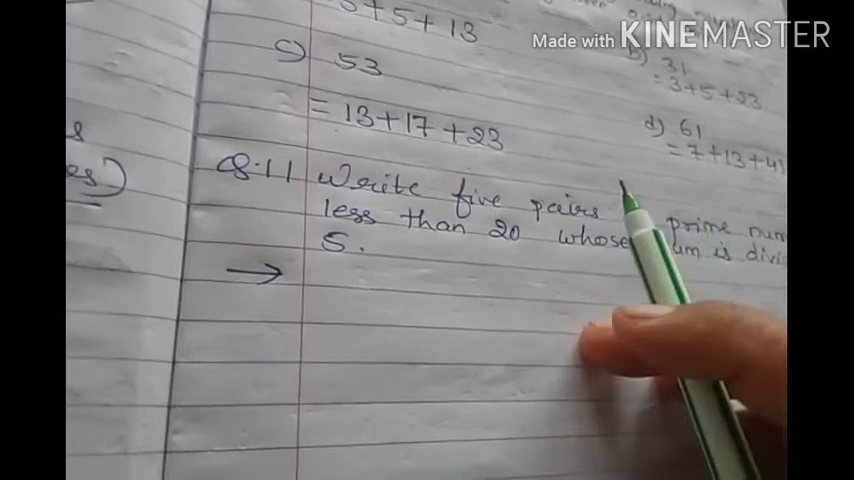 5+5+13
Made with KINEMASTER
c) 53
b) 31
= 3+5+23
= 13+17+23
d) 61
= 7+13+41
Q.11 Write five pairs prime num
less than 20 whose um is divi
5.
→